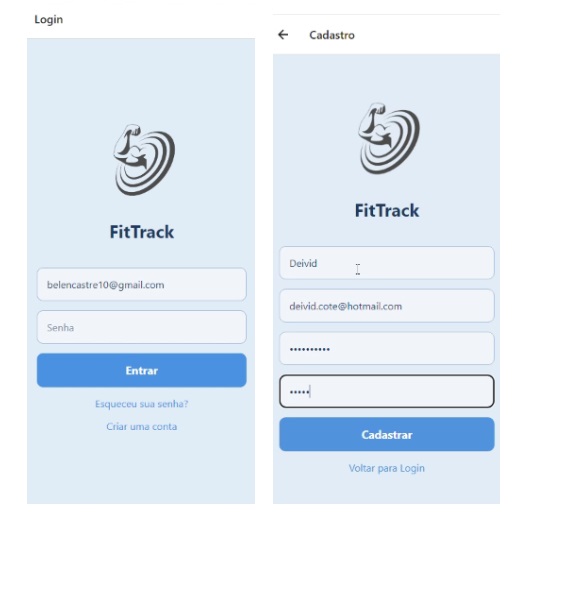 Login
FitTrack
belencastre10@gmail.com
Senha
Entrar
Esqueceu sua senha?
Criar uma conta
Cadastro
FitTrack
Deivid
deivid.cote@hotmail.com
••••••••••
•••••
Cadastrar
Voltar para Login